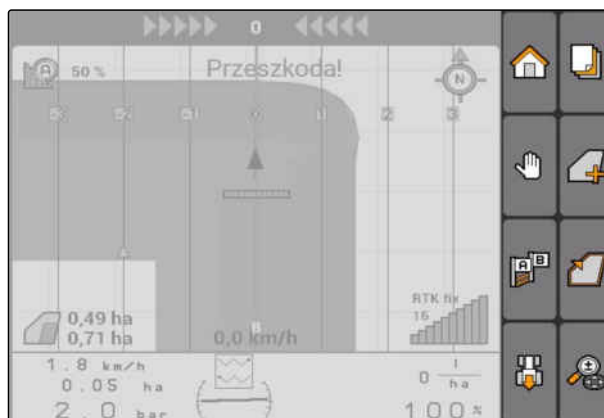 0
50 %
Przeszkoda!
N
A
-3 -2 -1 0 1 2 3
A B
0,49 ha
0,71 ha
0,0 km/h
RTK fix
16
1.8 km/h
0.05 ha
2.0 bar
0 l/ha
100 %